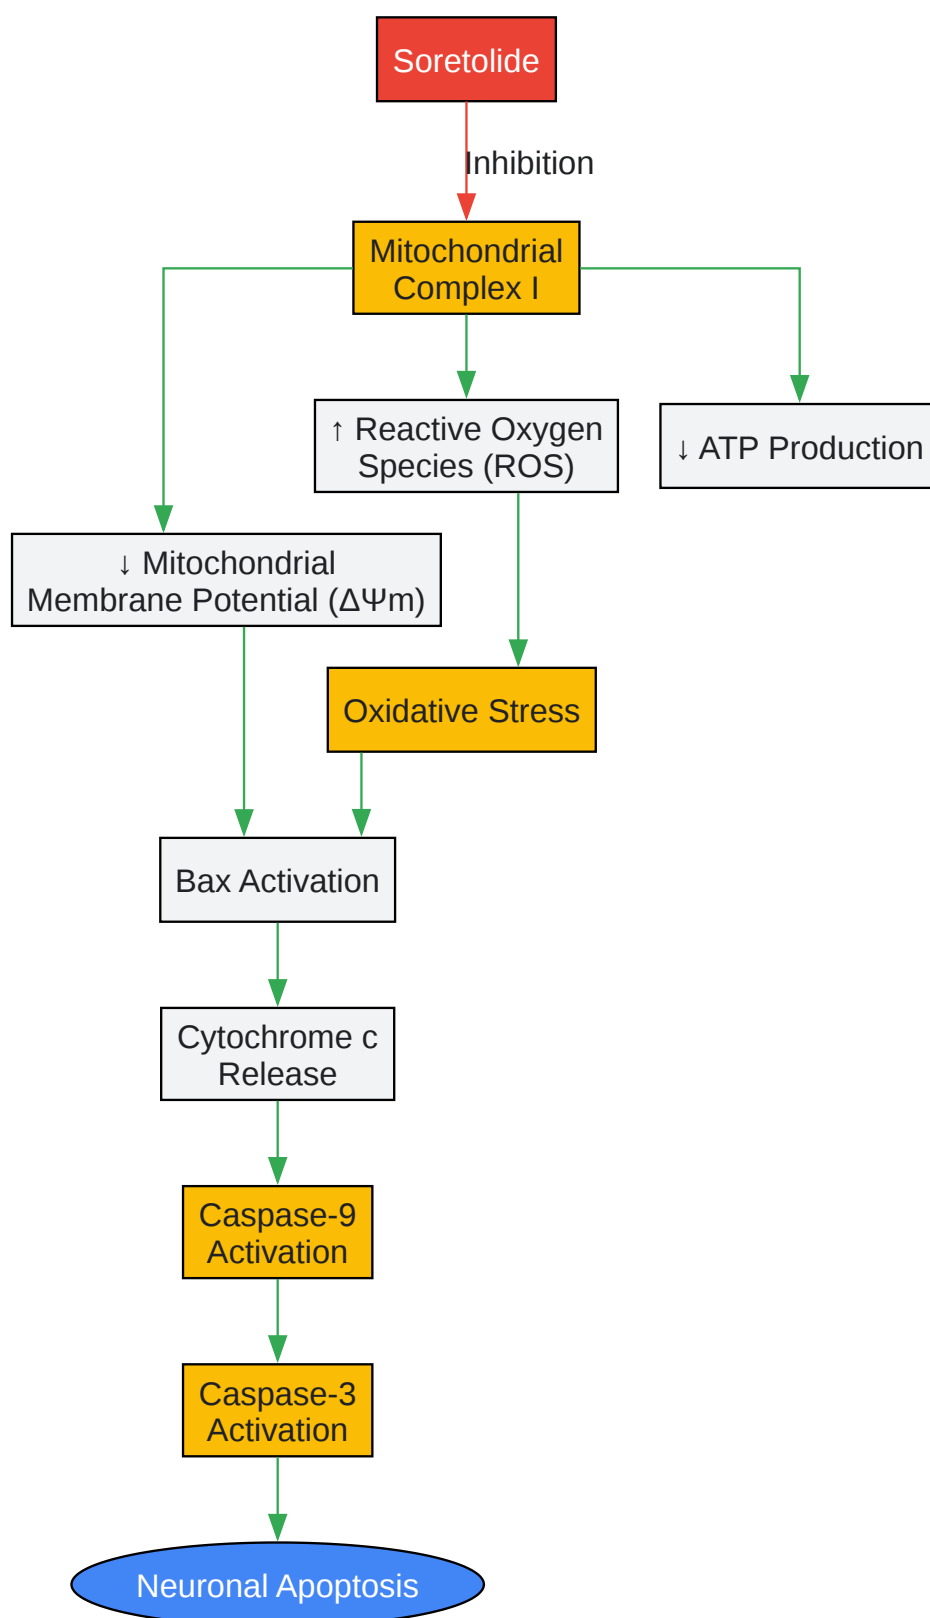 Soretolide
Inhibition
Mitochondrial
Complex I
↑ Reactive Oxygen
Species (ROS)
↓ ATP Production
↓ Mitochondrial
Membrane Potential (ΔΨm)
Oxidative Stress
Bax Activation
Cytochrome c
Release
Caspase-9
Activation
Caspase-3
Activation
Neuronal Apoptosis